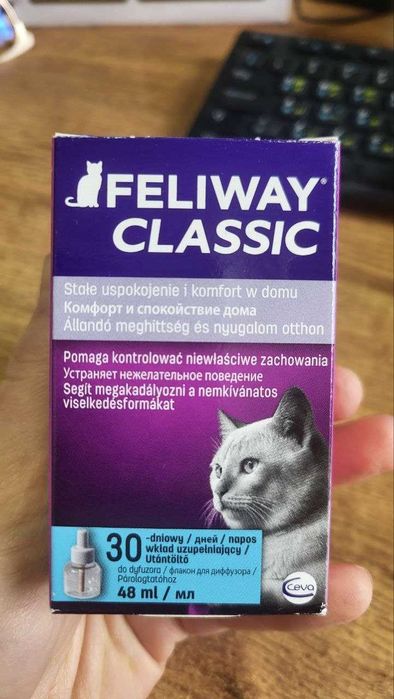 FELIWAY®
CLASSIC
Stałe uspokojenie i komfort w domu
Комфорт и спокойствие дома
Állandó meghittség és nyugalom otthon
Pomaga kontrolować niewłaściwe zachowania
Устраняет нежелательное поведение
Segít megakadályozni a nemkívánatos
viselkedésformákat
30 -dniowy / дней / napos
wkład uzupełniający /
Utántöltő
do dyfuzora / флакон для диффузора /
Párologtatóhoz
48 ml / мл
Ceva